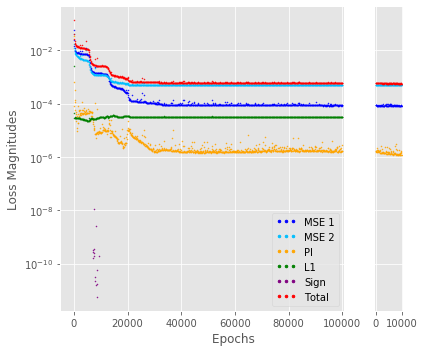 10⁻²
10⁻⁴
10⁻⁶
10⁻⁸
10⁻¹⁰
Loss Magnitudes
MSE 1
MSE 2
PI
L1
Sign
Total
0 20000 40000 60000 80000 100000 0 10000
Epochs